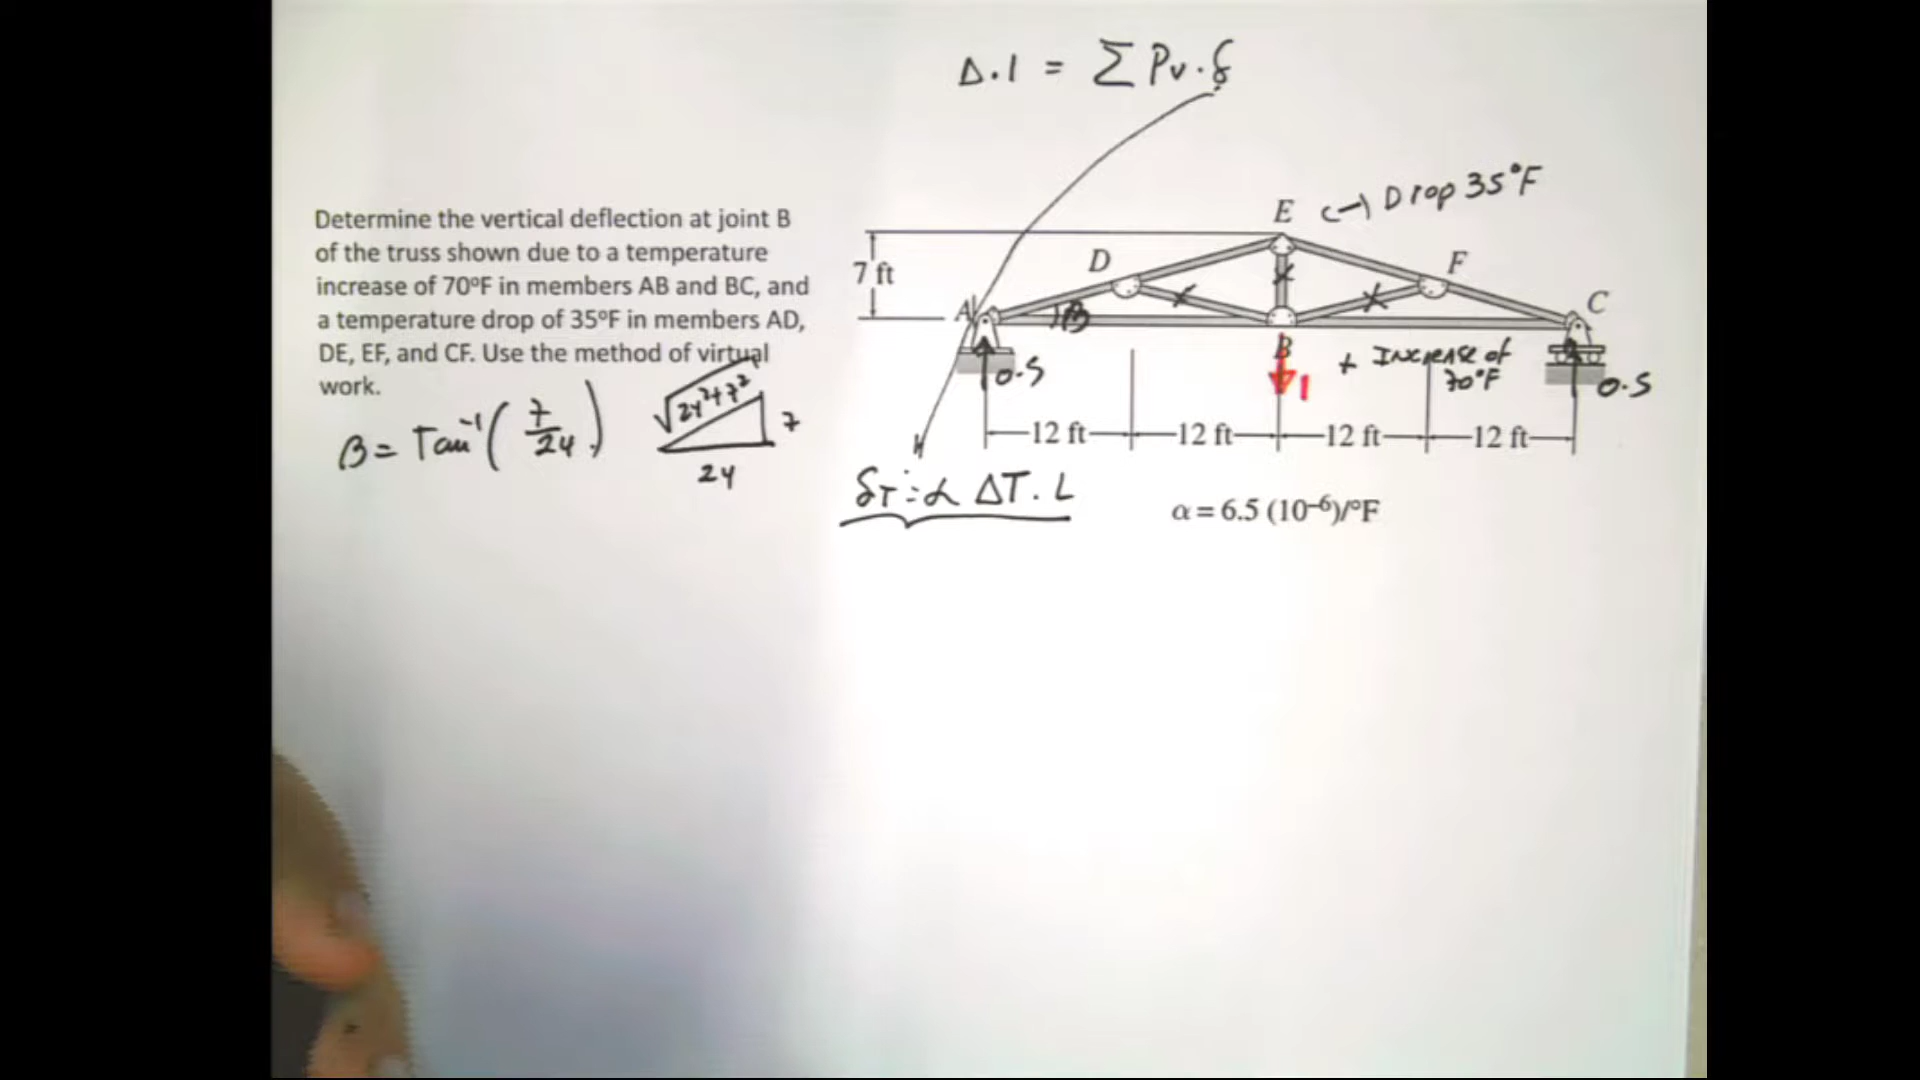 Δ.1 = Σ Pv.δ
Determine the vertical deflection at joint B
of the truss shown due to a temperature
increase of 70ºF in members AB and BC, and
a temperature drop of 35ºF in members AD,
DE, EF, and CF. Use the method of virtual
work.
β = Tan⁻¹(7/24)
√24²+7²
7
24
E (-) Drop 35°F
D
F
7 ft
A
β
C
B
+ Increase of
70°F
0.5
1
0.5
12 ft
12 ft
12 ft
12 ft
δT = α ΔT.L
α = 6.5 (10⁻⁶)/ºF